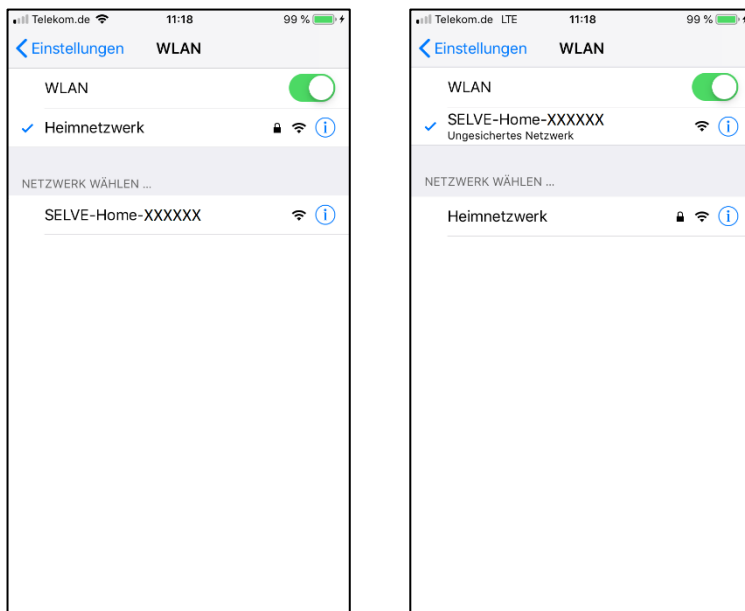 Telekom.de 11:18 99 %
Einstellungen WLAN
WLAN
Heimnetzwerk
NETZWERK WÄHLEN ...
SELVE-Home-XXXXXX
Telekom.de LTE 11:18 99 %
Einstellungen WLAN
WLAN
SELVE-Home-XXXXXX
Ungesichertes Netzwerk
NETZWERK WÄHLEN ...
Heimnetzwerk